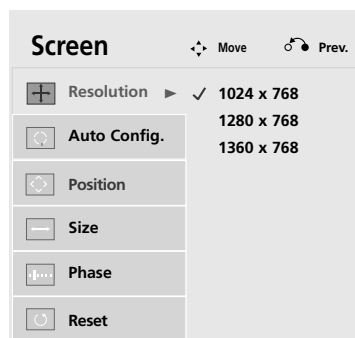 Screen Move Prev.
Resolution ► ✓ 1024 x 768
1280 x 768
1360 x 768
Auto Config.
Position
Size
Phase
Reset